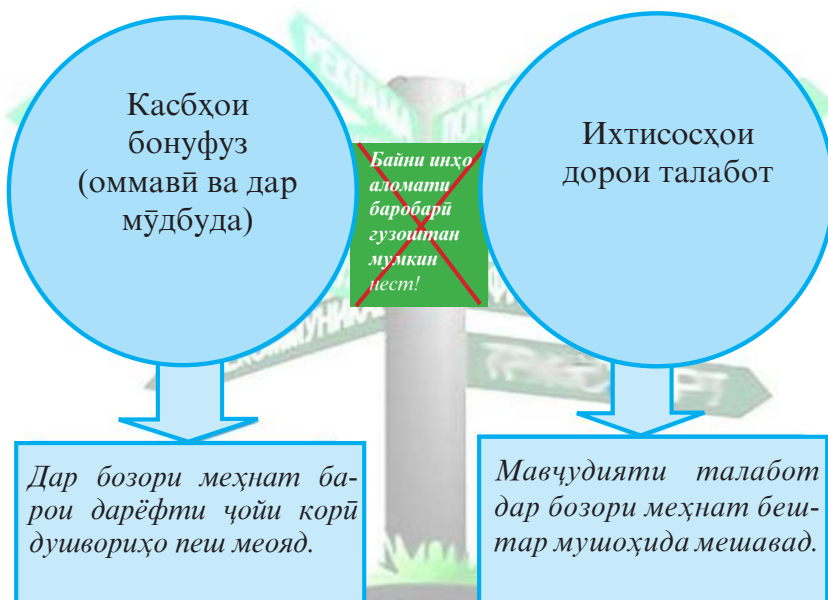 Касбҳои
бонуфуз
(оммавӣ ва дар
мӯдбуда)
Байни инҳо
аломати
баробарӣ
гузоштан
мумкин
нест!
Ихтисосҳои
дорои талабот
Дар бозори меҳнат ба-
рои дарёфти ҷойи корӣ
душвориҳо пеш меояд.
Мавҷудияти талабот
дар бозори меҳнат беш-
тар мушоҳида мешавад.
РЕКЛАМА